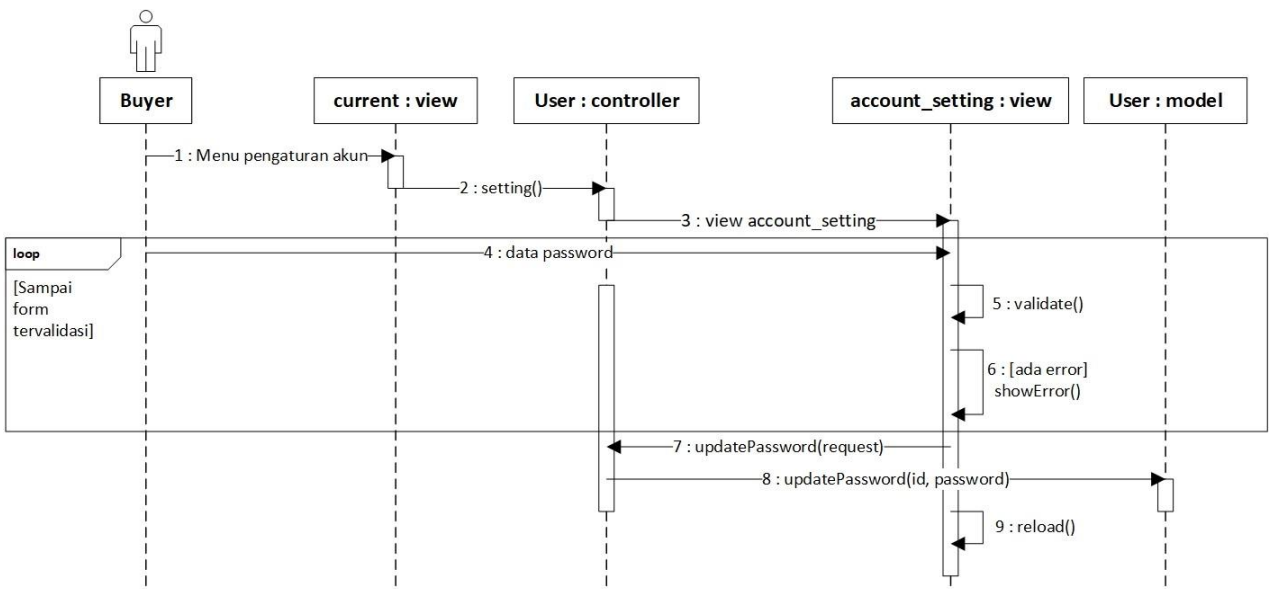 Buyer
current : view
User : controller
account_setting : view
User : model
1 : Menu pengaturan akun
2 : setting()
3 : view account_setting
loop
4 : data password
[Sampai
form
tervalidasi]
5 : validate()
6 : [ada error]
showError()
7 : updatePassword(request)
8 : updatePassword(id, password)
9 : reload()